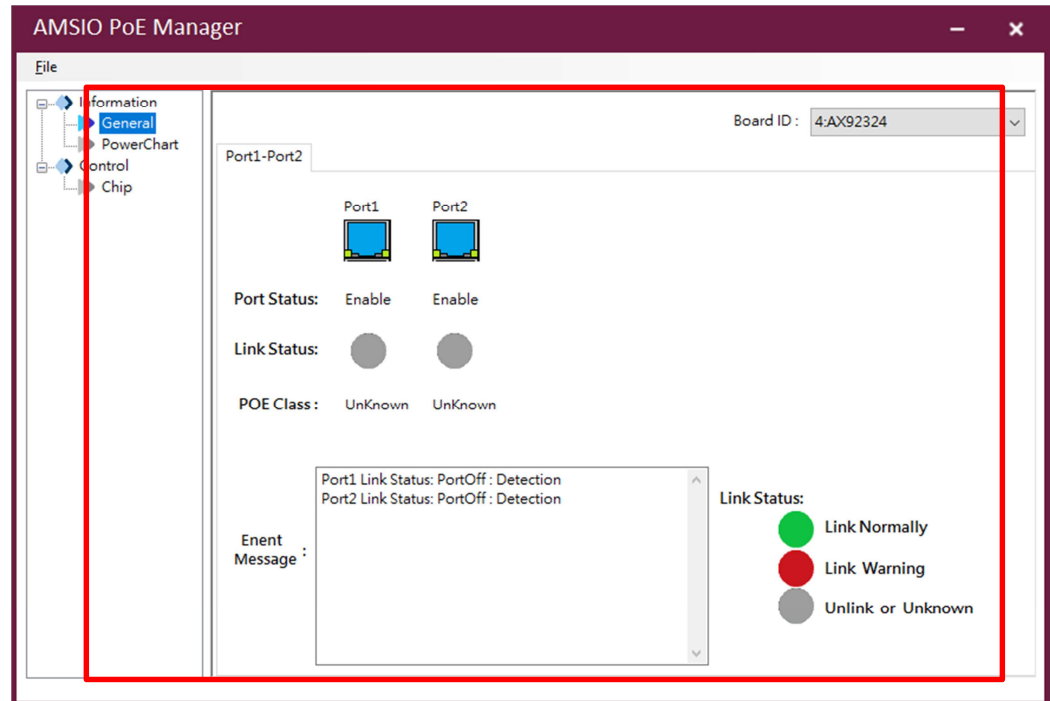 AMSIO PoE Manager
File
Information
General
PowerChart
Control
Chip
Board ID : 4:AX92324
Port1-Port2
Port1 Port2
Port Status: Enable Enable
Link Status:
POE Class : UnKnown UnKnown
Port1 Link Status: PortOff : Detection
Port2 Link Status: PortOff : Detection
Enent
Message :
Link Status:
Link Normally
Link Warning
Unlink or Unknown